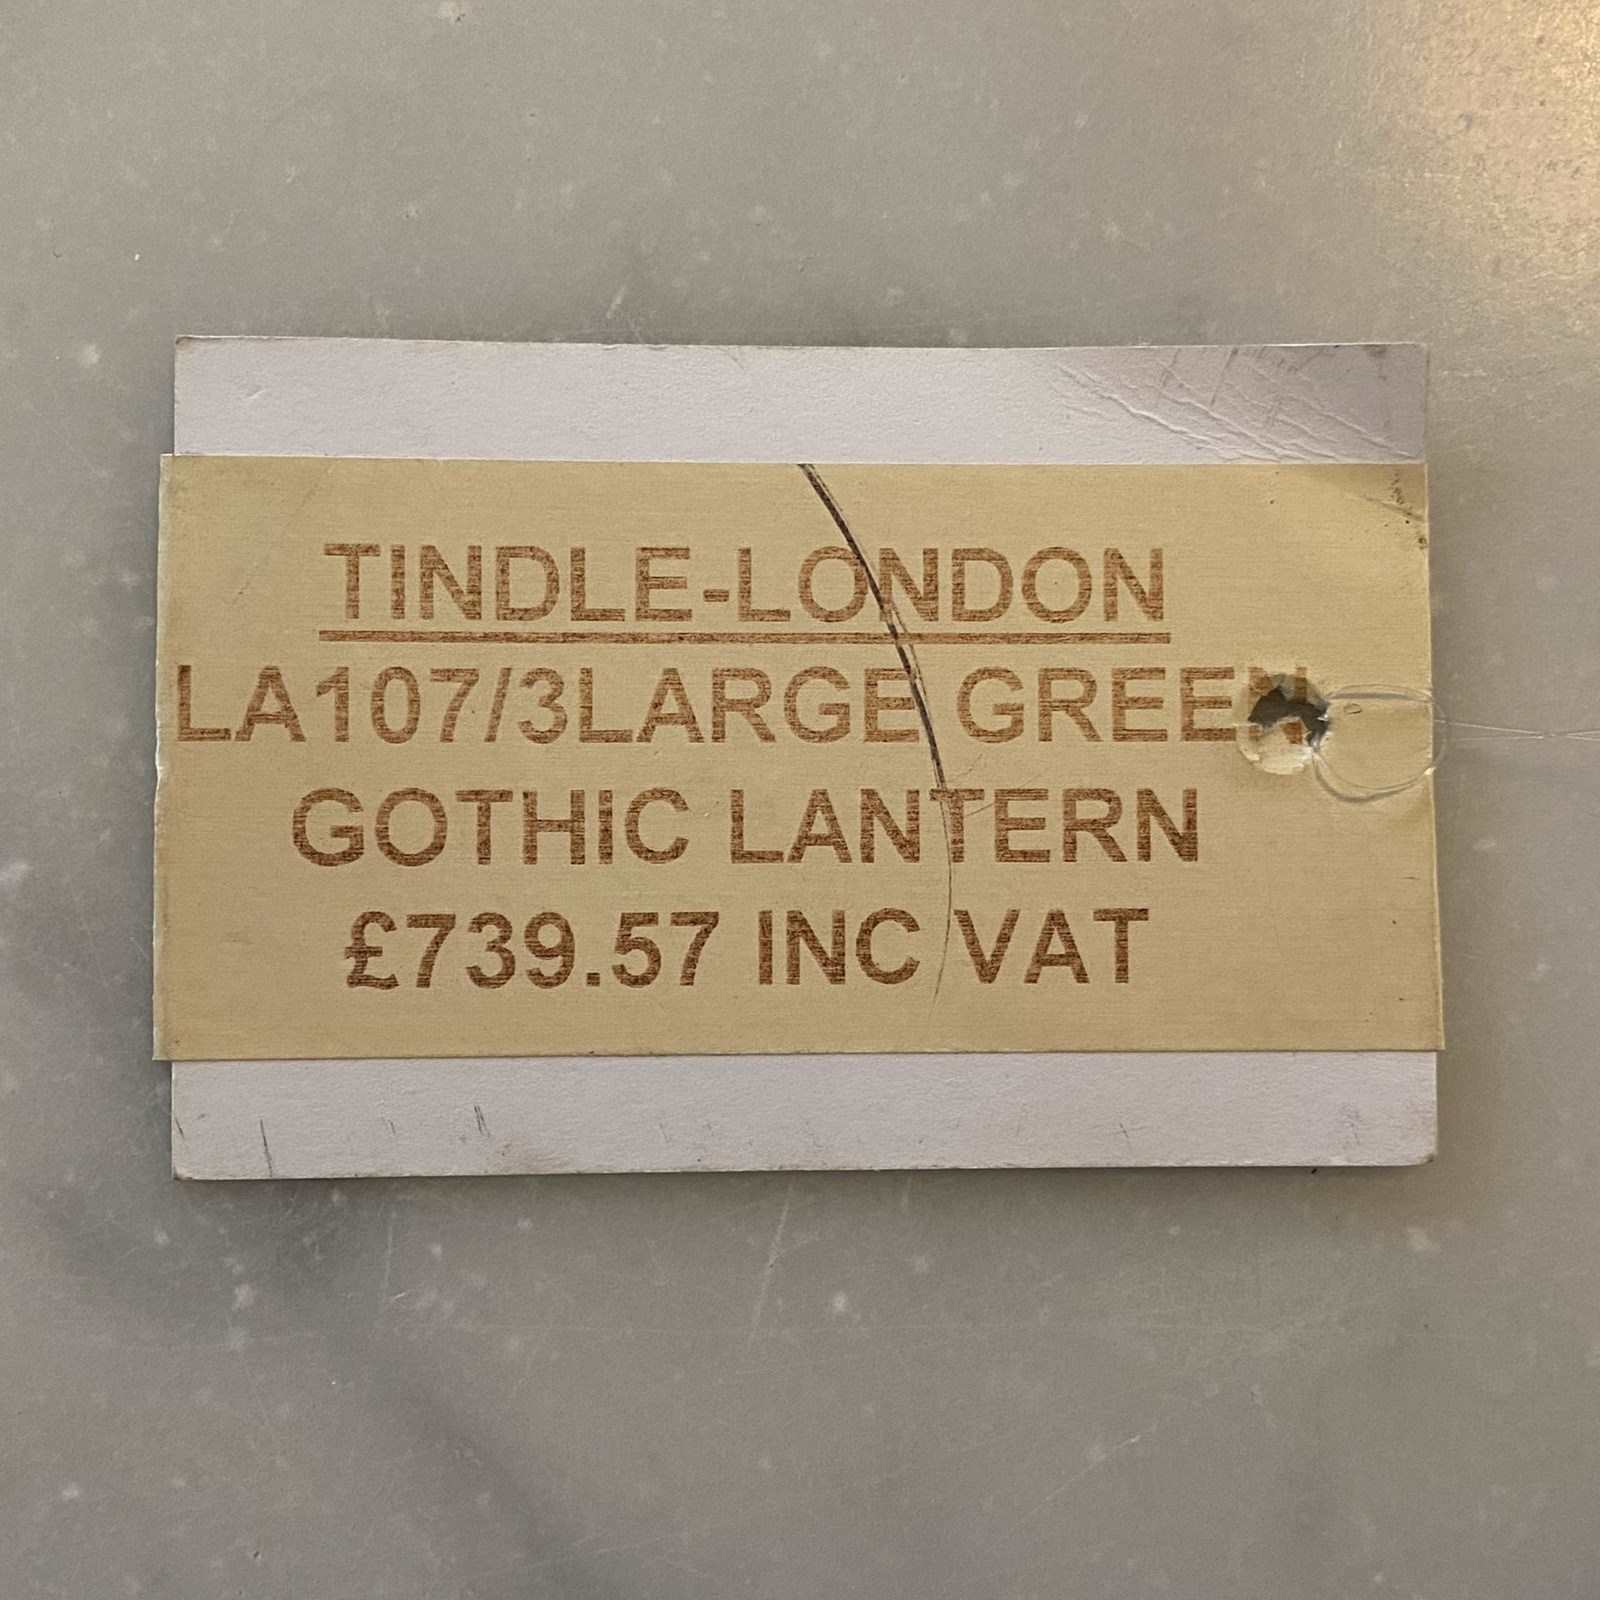 TINDLE-LONDON
LA107/3LARGE GREEN
GOTHIC LANTERN
£739.57 INC VAT